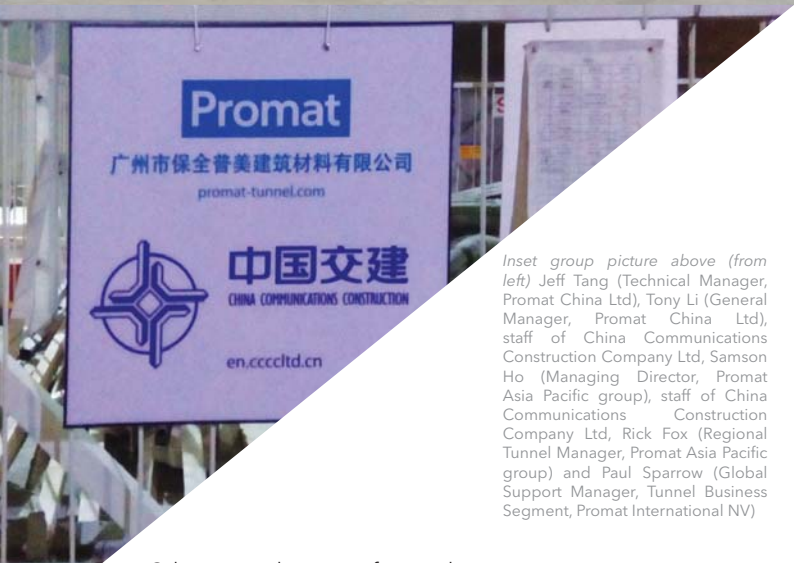 Promat
广州市保全普美建筑材料有限公司
promat-tunnel.com
中国交建
CHINA COMMUNICATIONS CONSTRUCTION
en.ccccltd.cn
Inset group picture above (from
left) Jeff Tang (Technical Manager,
Promat China Ltd), Tony Li (General
Manager, Promat China Ltd),
staff of China Communications
Construction Company Ltd, Samson
Ho (Managing Director, Promat
Asia Pacific group), staff of China
Communications Construction
Company Ltd, Rick Fox (Regional
Tunnel Manager, Promat Asia Pacific
group) and Paul Sparrow (Global
Support Manager, Tunnel Business
Segment, Promat International NV)